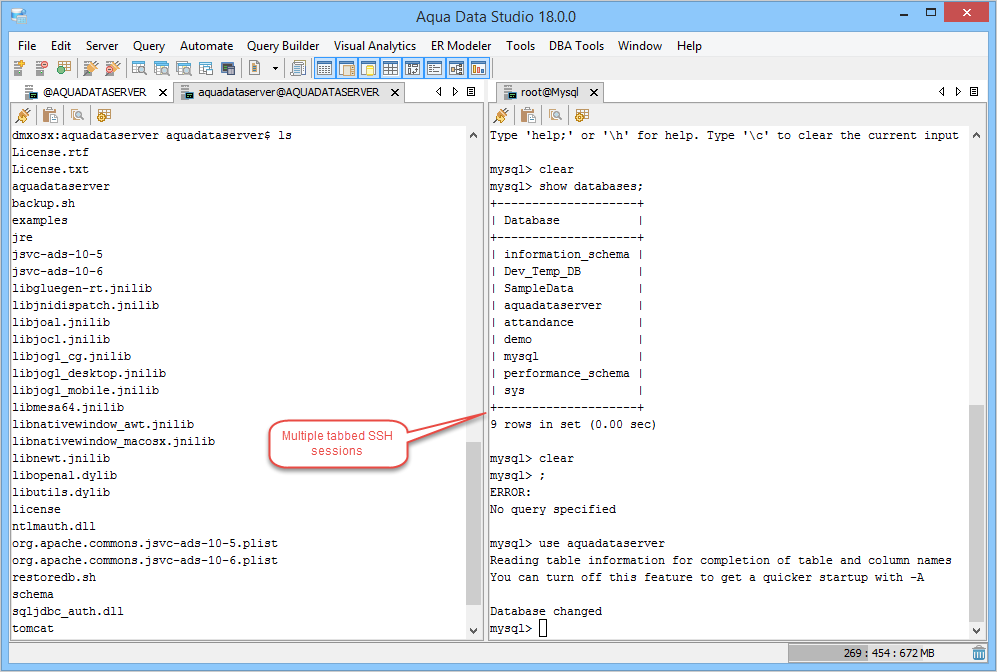 Aqua Data Studio 18.0.0
File Edit Server Query Automate Query Builder Visual Analytics ER Modeler Tools DBA Tools Window Help
@AQUADATASERVER aquadataserver@AQUADATASERVER
dmxosx:aquadataserver aquadataserver$ ls
License.rtf
License.txt
aquadataserver
backup.sh
examples
jre
jsvc-ads-10-5
jsvc-ads-10-6
libgluegen-rt.jnilib
libjnidispatch.jnilib
libjoal.jnilib
libjocl.jnilib
libjogl_cg.jnilib
libjogl_desktop.jnilib
libjogl_mobile.jnilib
libmesa64.jnilib
libnativewindow_awt.jnilib
libnativewindow_macosx.jnilib
libnewt.jnilib
libopenal.dylib
libutils.dylib
license
ntlmauth.dll
org.apache.commons.jsvc-ads-10-5.plist
org.apache.commons.jsvc-ads-10-6.plist
restoredb.sh
schema
sqljdbc_auth.dll
tomcat
Multiple tabbed SSH
sessions
root@Mysql
Type 'help;' or '\h' for help. Type '\c' to clear the current input
mysql> clear
mysql> show databases;
+--------------------+
| Database           |
+--------------------+
| information_schema |
| Dev_Temp_DB        |
| SampleData         |
| aquadataserver     |
| attandance         |
| demo               |
| mysql              |
| performance_schema |
| sys                |
+--------------------+
9 rows in set (0.00 sec)
mysql> clear
mysql> ;
ERROR:
No query specified
mysql> use aquadataserver
Reading table information for completion of table and column names
You can turn off this feature to get a quicker startup with -A
Database changed
mysql>
269 : 454 : 672 MB